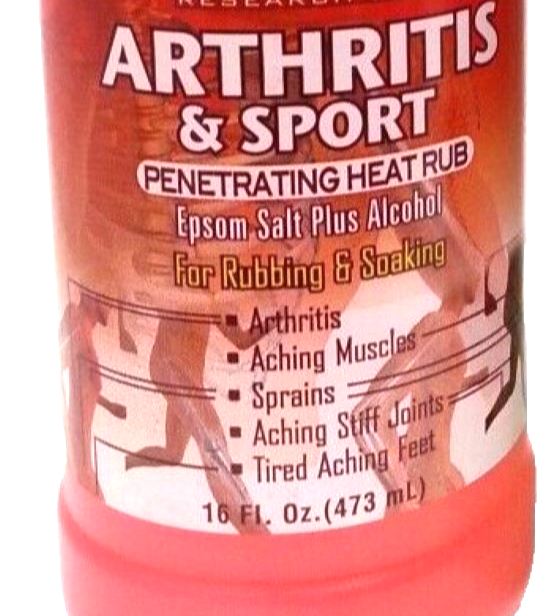 RESEARCH
ARTHRITIS
& SPORT
PENETRATING HEAT RUB
Epsom Salt Plus Alcohol
For Rubbing & Soaking
▪ Arthritis
▪ Aching Muscles
▪ Sprains
▪ Aching Stiff Joints
▪ Tired Aching Feet
16 Fl. Oz.(473 mL)